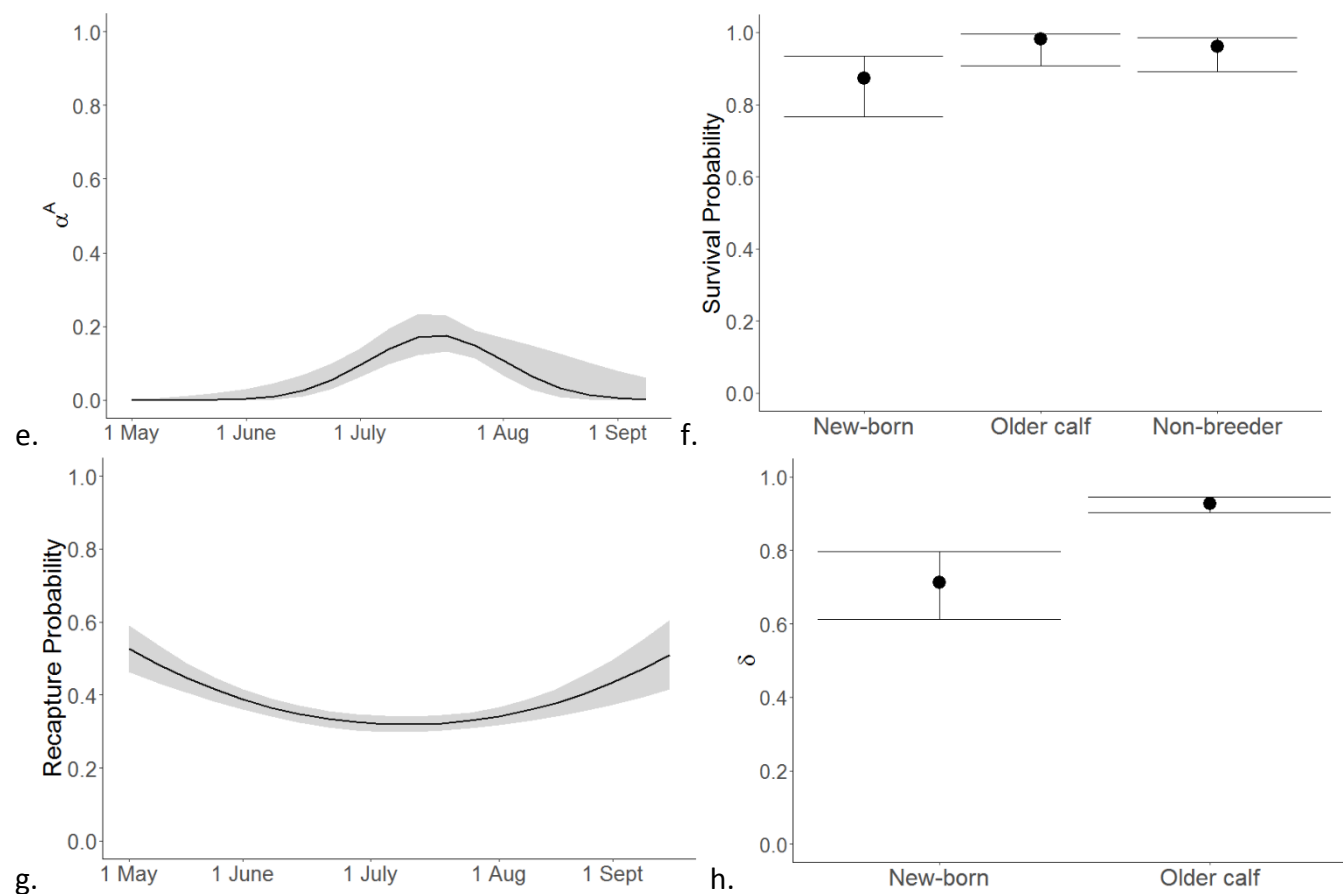 1.0
0.8
0.6
0.4
0.2
0.0
αᴬ
1 May 1 June 1 July 1 Aug 1 Sept
e.
1.0
0.8
0.6
0.4
0.2
0.0
Survival Probability
New-born Older calf Non-breeder
f.
1.0
0.8
0.6
0.4
0.2
0.0
Recapture Probability
1 May 1 June 1 July 1 Aug 1 Sept
g.
1.0
0.8
0.6
0.4
0.2
0.0
δ
New-born Older calf
h.